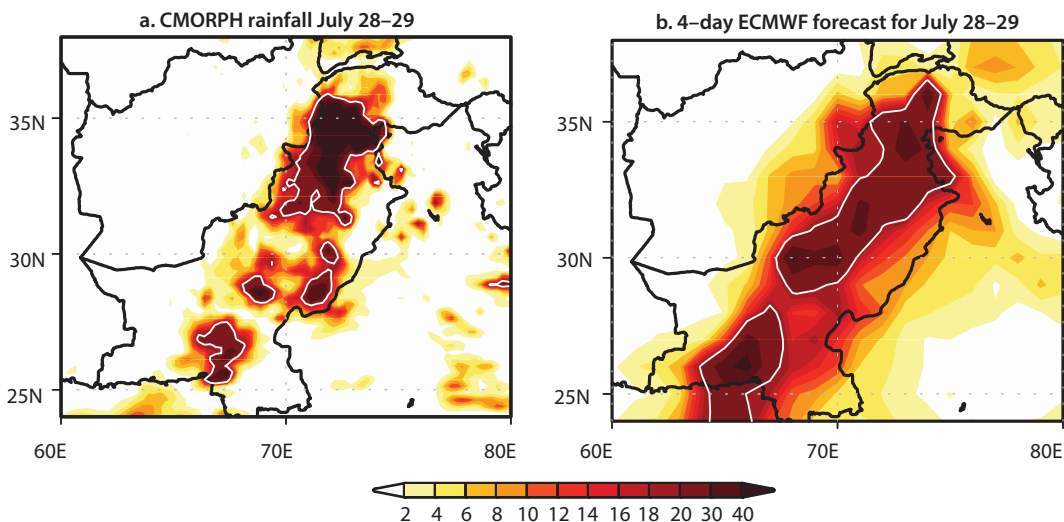 a. CMORPH rainfall July 28–29
b. 4–day ECMWF forecast for July 28–29
35N
30N
25N
60E
70E
80E
35N
30N
25N
60E
70E
80E
2 4 6 8 10 12 14 16 18 20 30 40